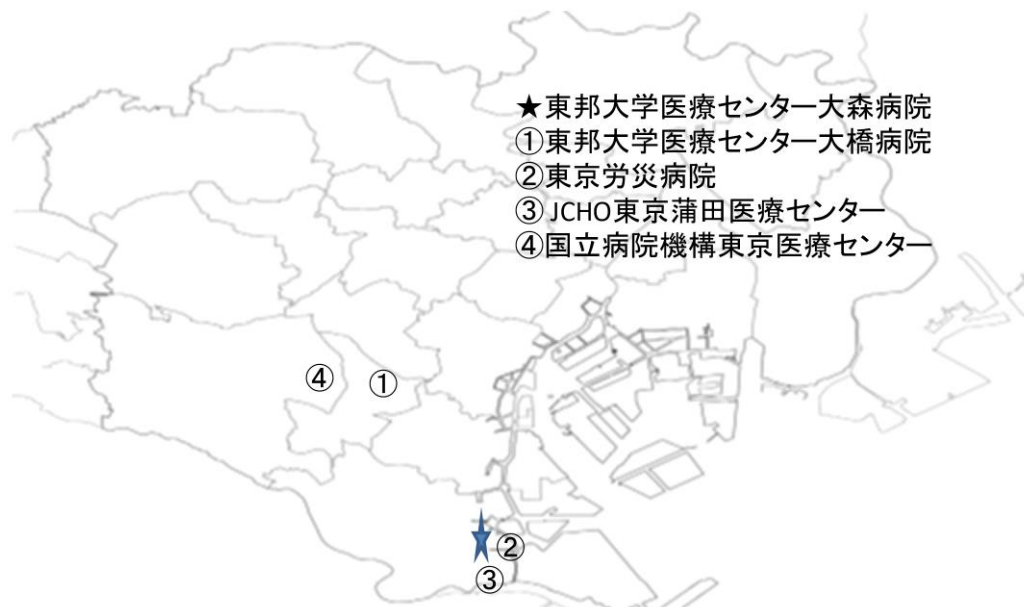 ★東邦大学医療センター大森病院
①東邦大学医療センター大橋病院
②東京労災病院
③JCHO東京蒲田医療センター
④国立病院機構東京医療センター
④
①
②
③